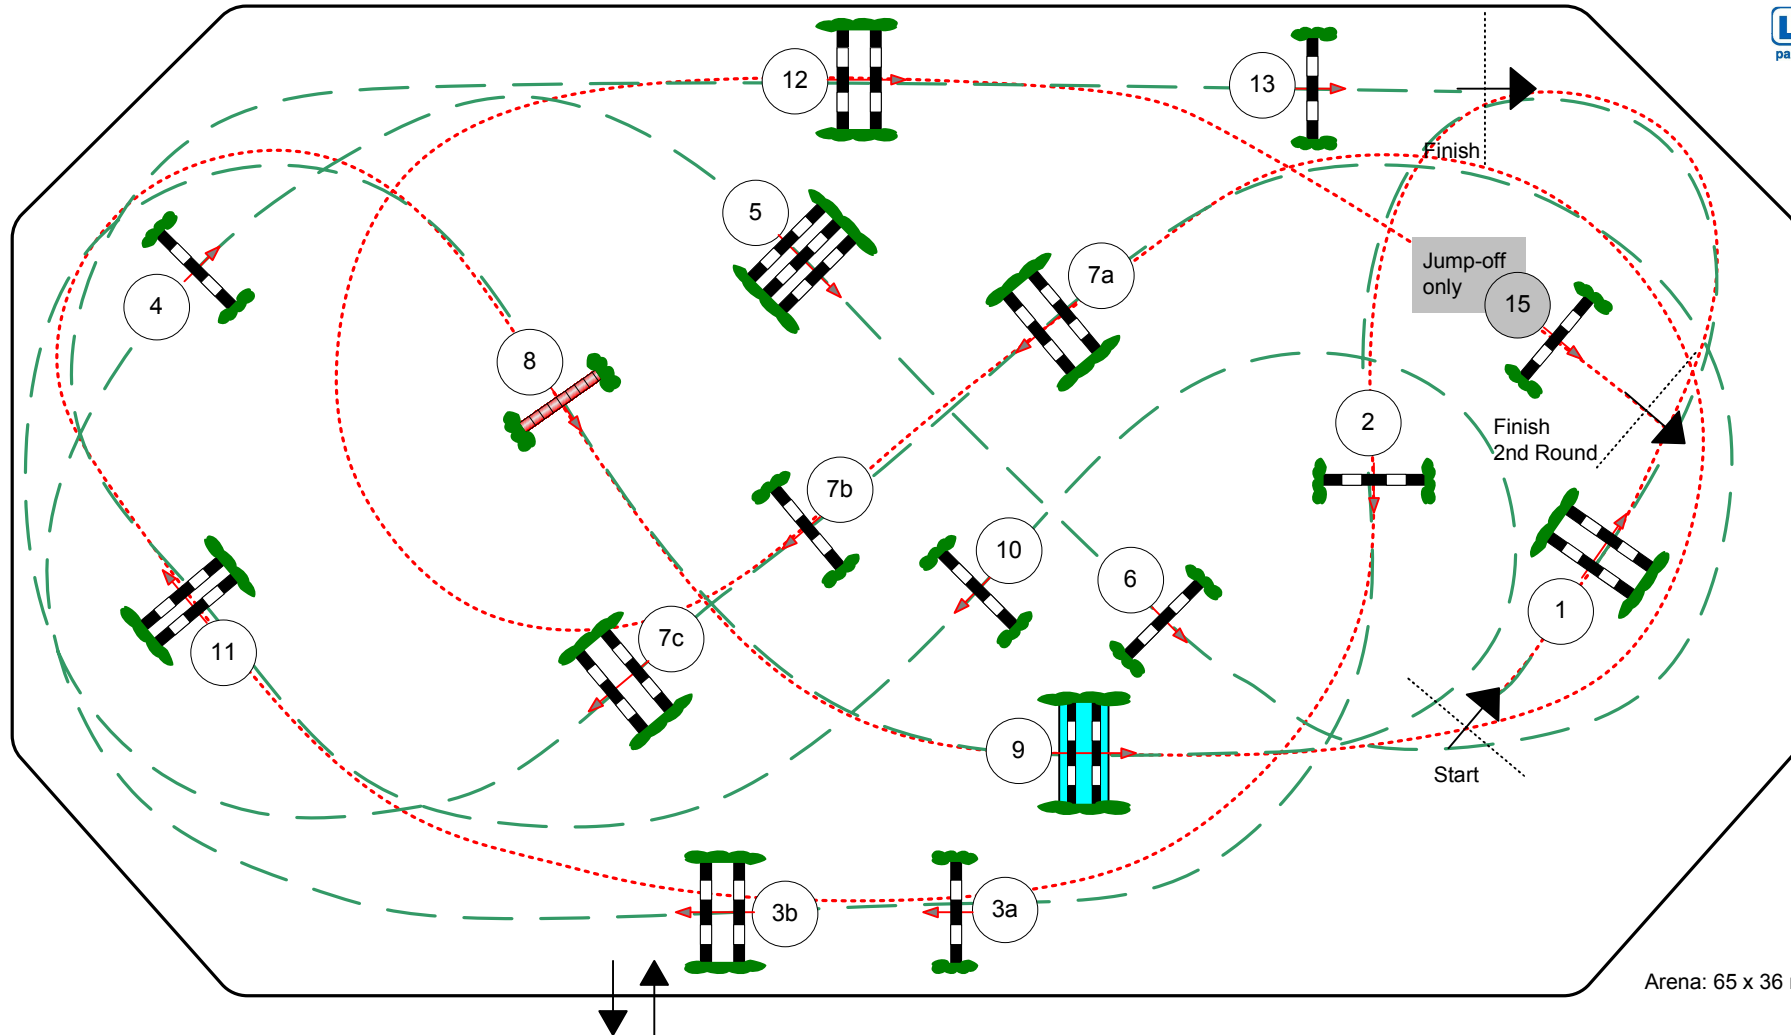 12
13
Finish
5
7a
4
Jump-off
only
15
8
2
Finish
2nd Round
7b
10
6
1
7c
11
9
Start
3b
3a
Arena: 65 x 36